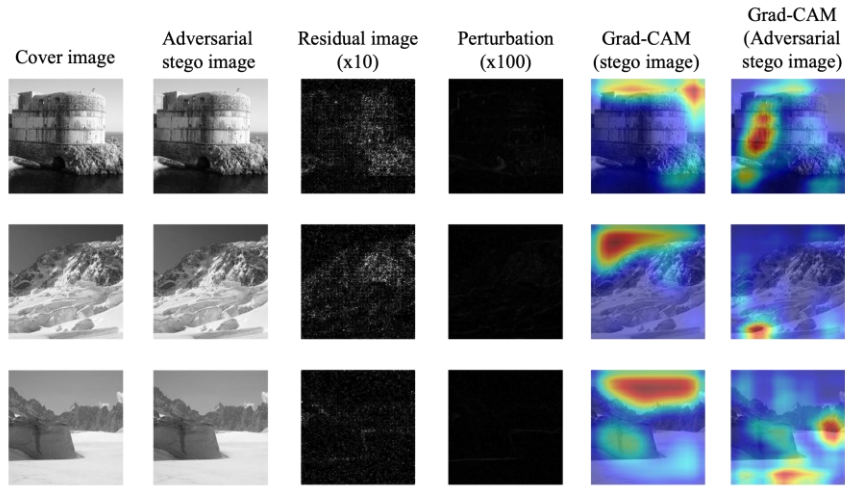 Cover image
Adversarial
stego image
Residual image
(x10)
Perturbation
(x100)
Grad-CAM
(stego image)
Grad-CAM
(Adversarial
stego image)